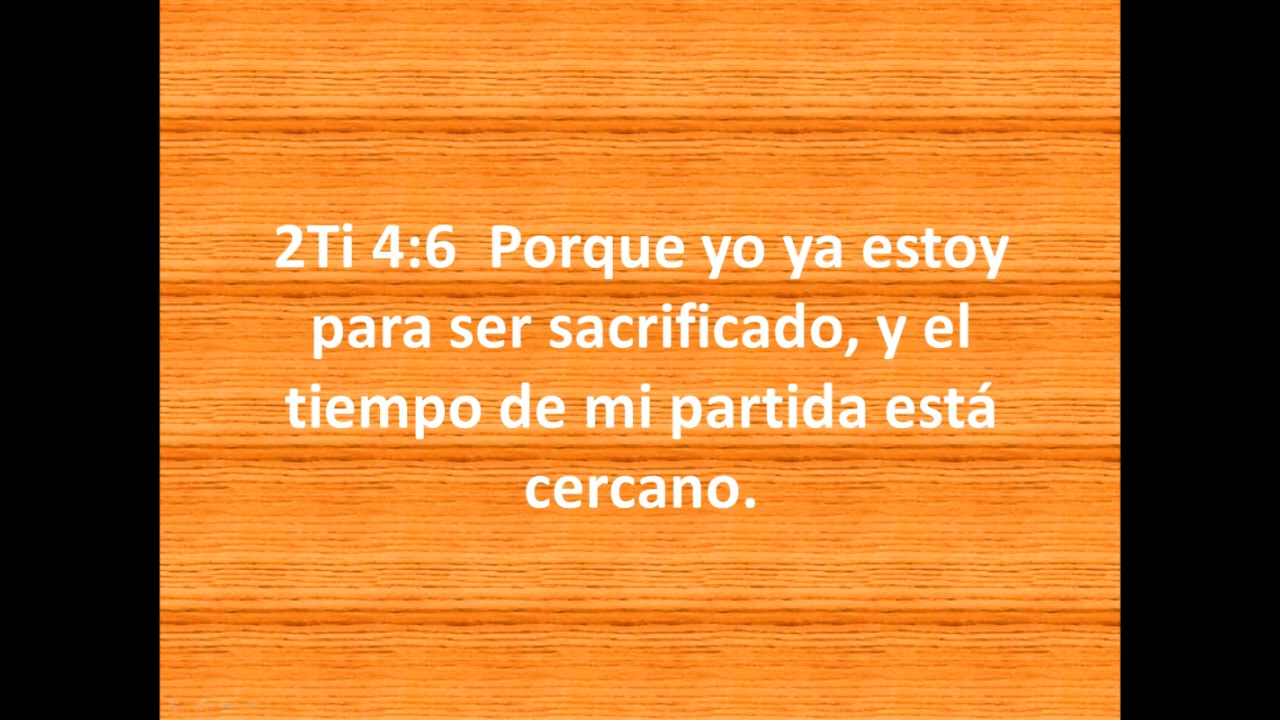 2Ti 4:6  Porque yo ya estoy
para ser sacrificado, y el
tiempo de mi partida está
cercano.